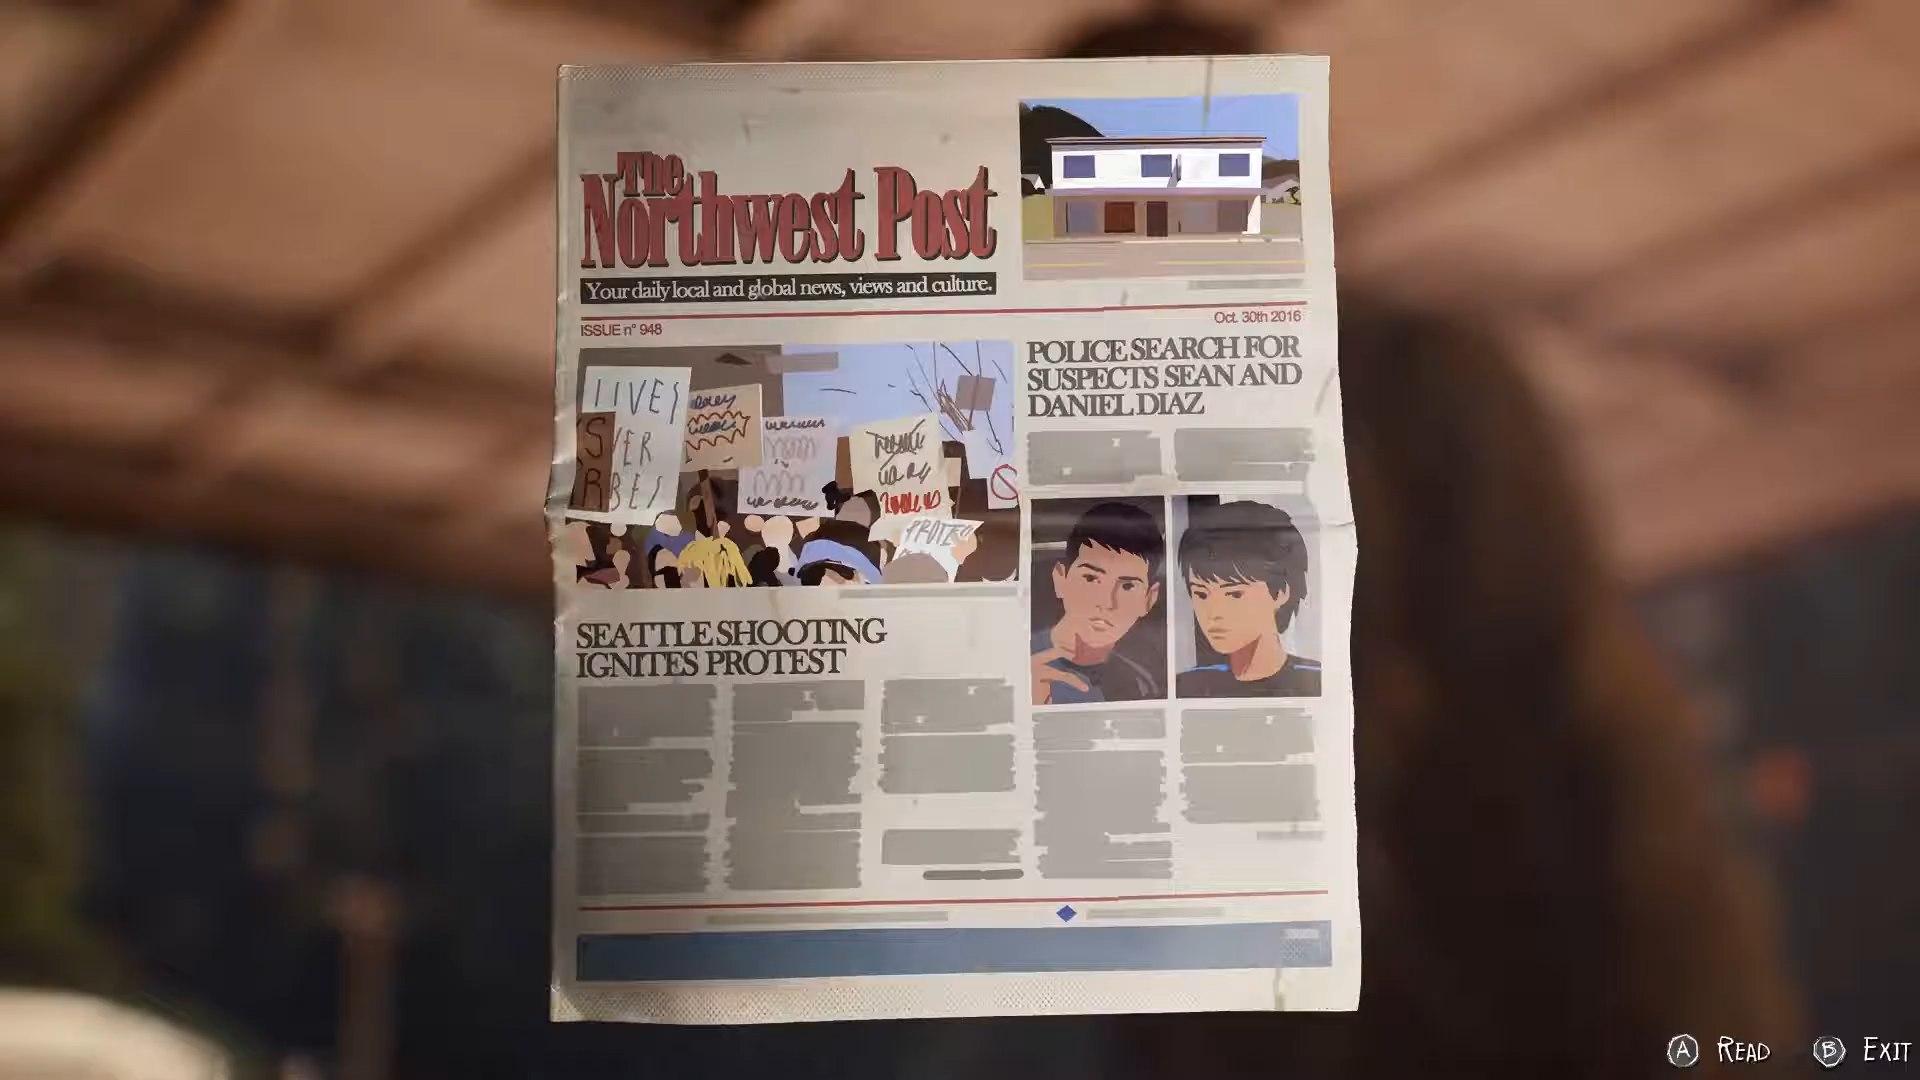 The
Northwest Post
Your daily local and global news, views and culture.
ISSUE n° 948
Oct. 30th 2016
POLICE SEARCH FOR
SUSPECTS SEAN AND
DANIEL DIAZ
SEATTLE SHOOTING
IGNITES PROTEST
A READ B EXIT